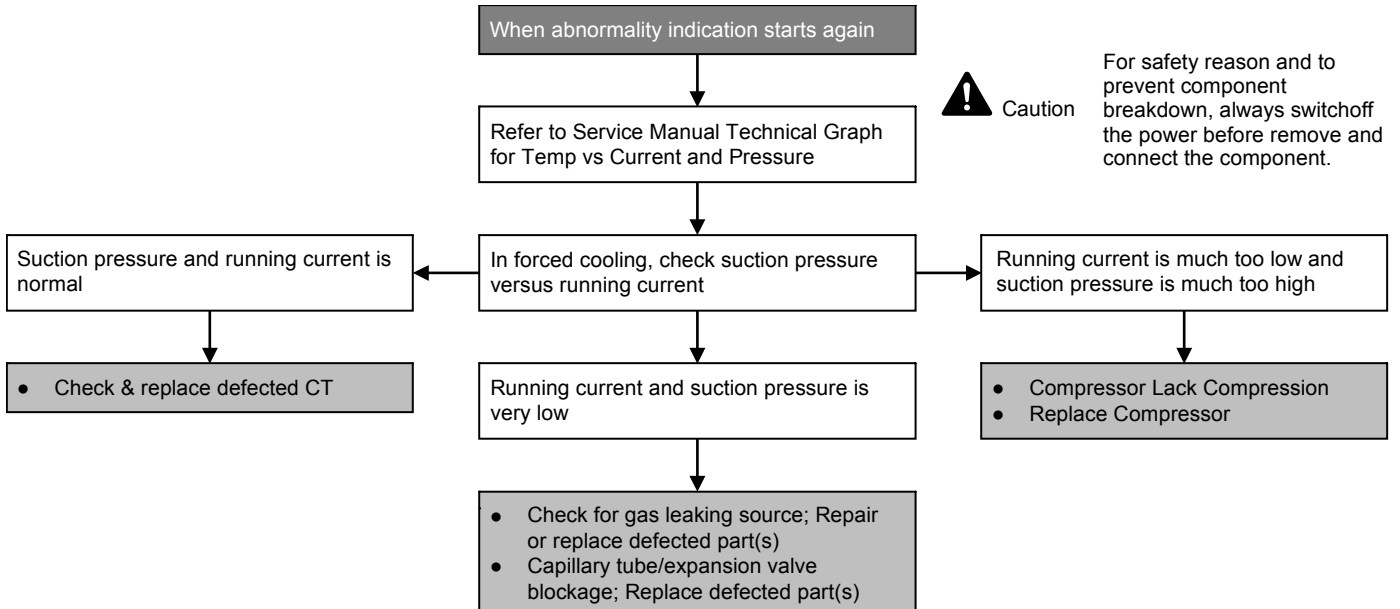 When abnormality indication starts again
Caution
For safety reason and to
prevent component
breakdown, always switchoff
the power before remove and
connect the component.
Refer to Service Manual Technical Graph
for Temp vs Current and Pressure
Suction pressure and running current is
normal
In forced cooling, check suction pressure
versus running current
Running current is much too low and
suction pressure is much too high
● Check & replace defected CT
Running current and suction pressure is
very low
● Compressor Lack Compression
● Replace Compressor
● Check for gas leaking source; Repair
or replace defected part(s)
● Capillary tube/expansion valve
blockage; Replace defected part(s)